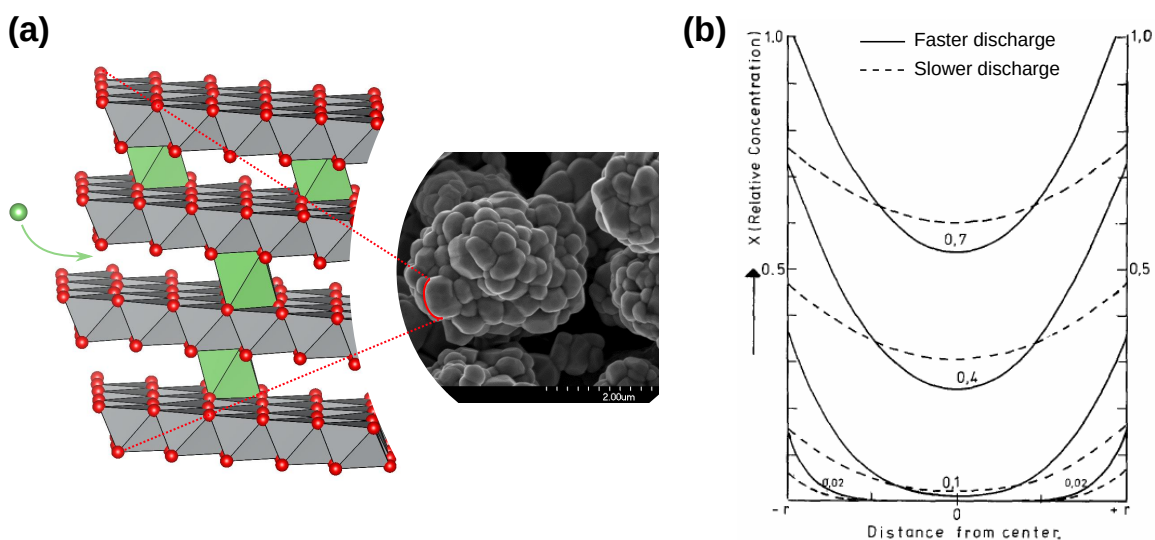 (a)
2.00um
(b)
X (Relative Concentration)
1.0
0.5
1,0
0,5
Faster discharge
Slower discharge
0,7
0,4
0,1
0,02
0,02
- r
0
+ r
Distance from center.